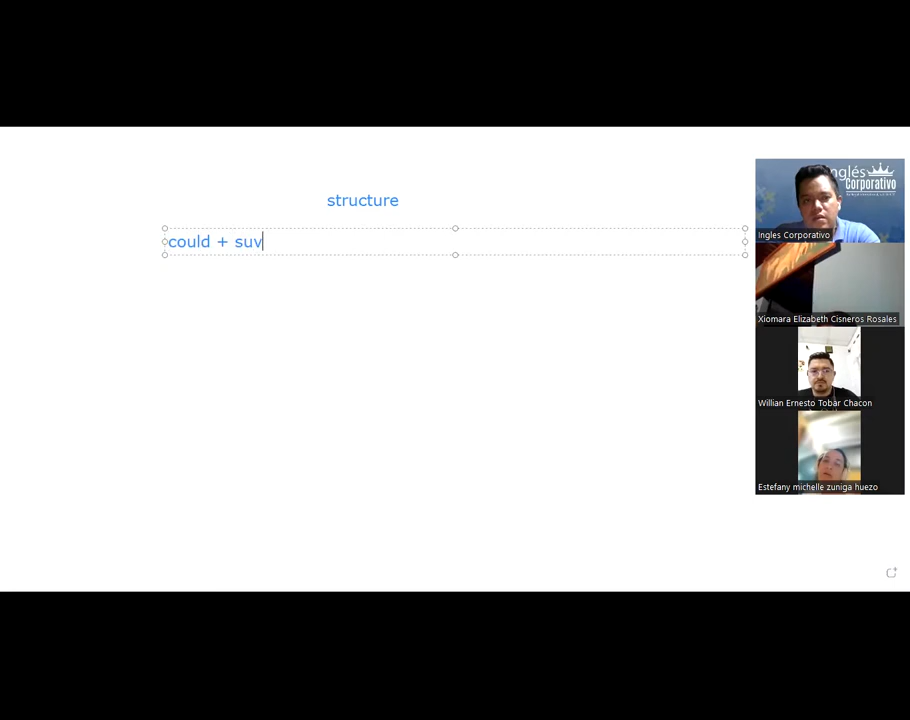 structure
could + suv
Inglés
Corporativo
Ingles Corporativo
Xiomara Elizabeth Cisneros Rosales
Willian Ernesto Tobar Chacon
Estefany michelle zuniga huezo